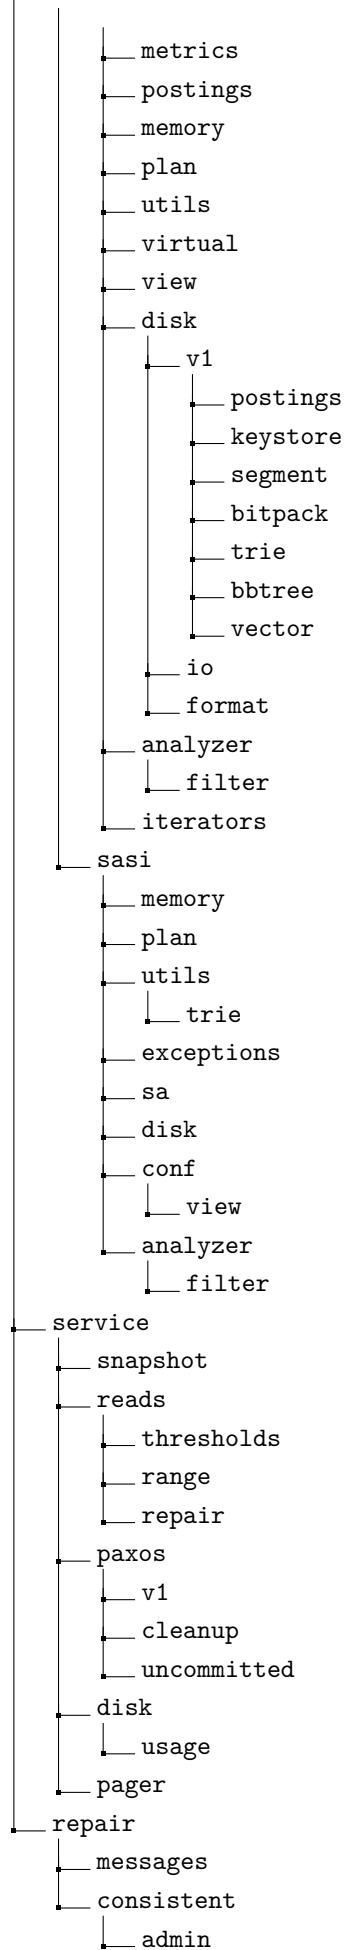 metrics
postings
memory
plan
utils
virtual
view
disk
v1
postings
keystore
segment
bitpack
trie
bbtree
vector
io
format
analyzer
filter
iterators
sasi
memory
plan
utils
trie
exceptions
sa
disk
conf
view
analyzer
filter
service
snapshot
reads
thresholds
range
repair
paxos
v1
cleanup
uncommitted
disk
usage
pager
repair
messages
consistent
admin